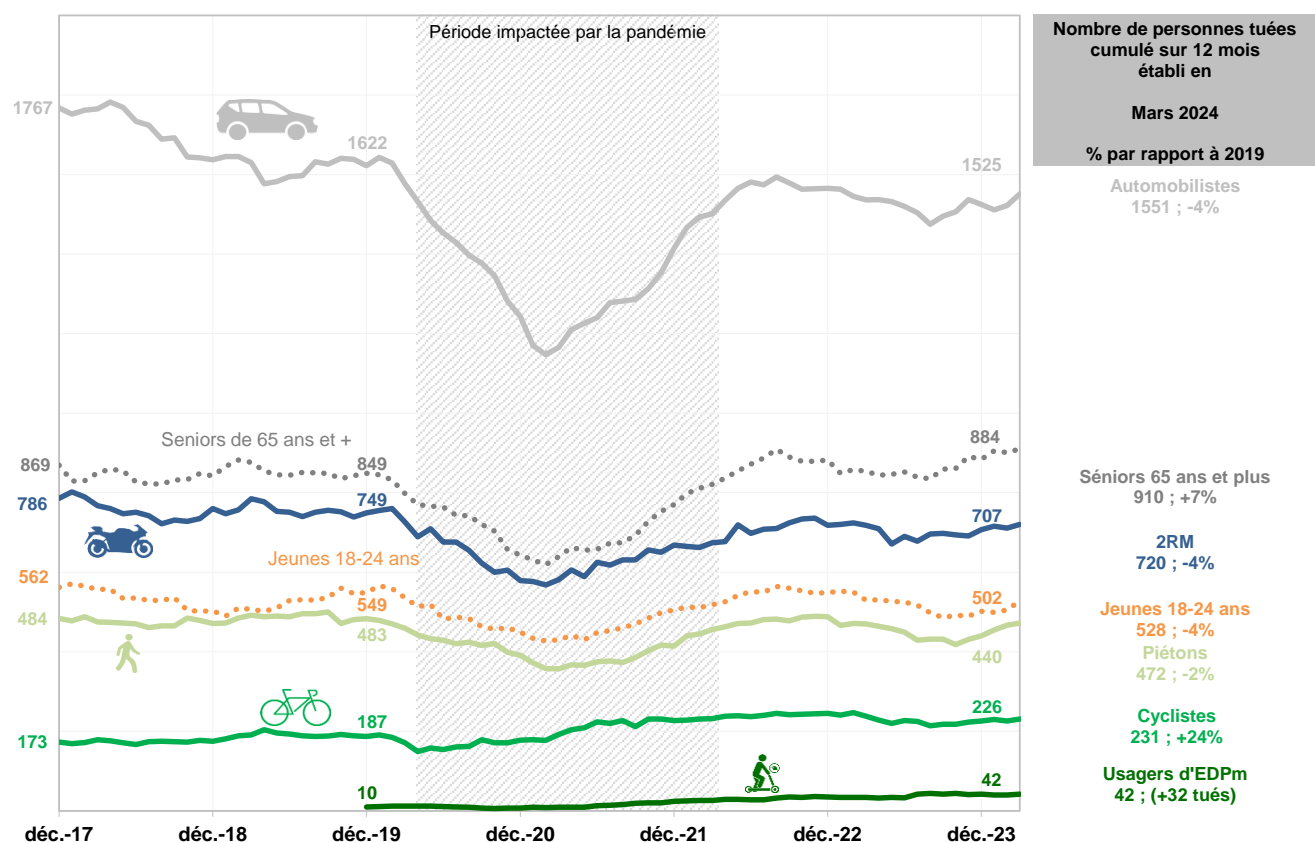 Période impactée par la pandémie
1767
1622
1525
Seniors de 65 ans et +
869
849
884
786
749
707
Jeunes 18-24 ans
562
549
502
484
483
440
173
187
226
10
42
déc.-17
déc.-18
déc.-19
déc.-20
déc.-21
déc.-22
déc.-23
Nombre de personnes tuées
cumulé sur 12 mois
établi en
Mars 2024
% par rapport à 2019
Automobilistes
1551 ; -4%
Séniors 65 ans et plus
910 ; +7%
2RM
720 ; -4%
Jeunes 18-24 ans
528 ; -4%
Piétons
472 ; -2%
Cyclistes
231 ; +24%
Usagers d'EDPm
42 ; (+32 tués)